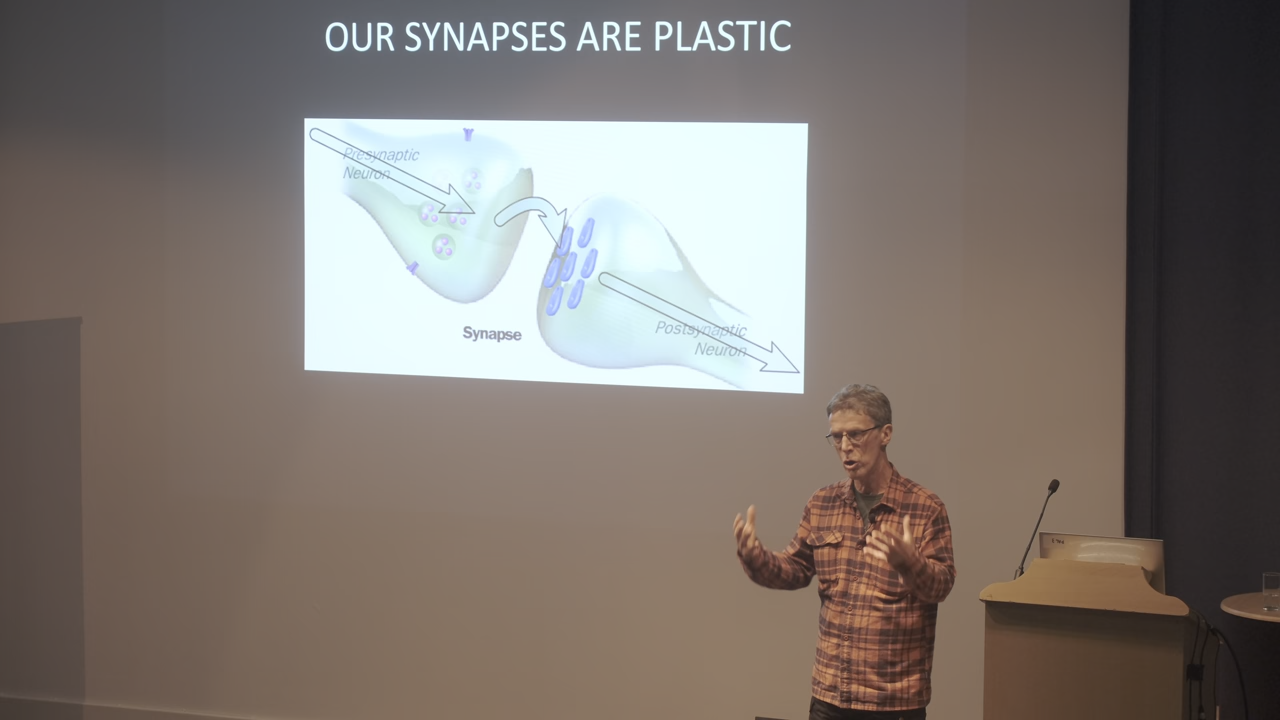 OUR SYNAPSES ARE PLASTIC
Presynaptic
Neuron
Synapse
Postsynaptic
Neuron